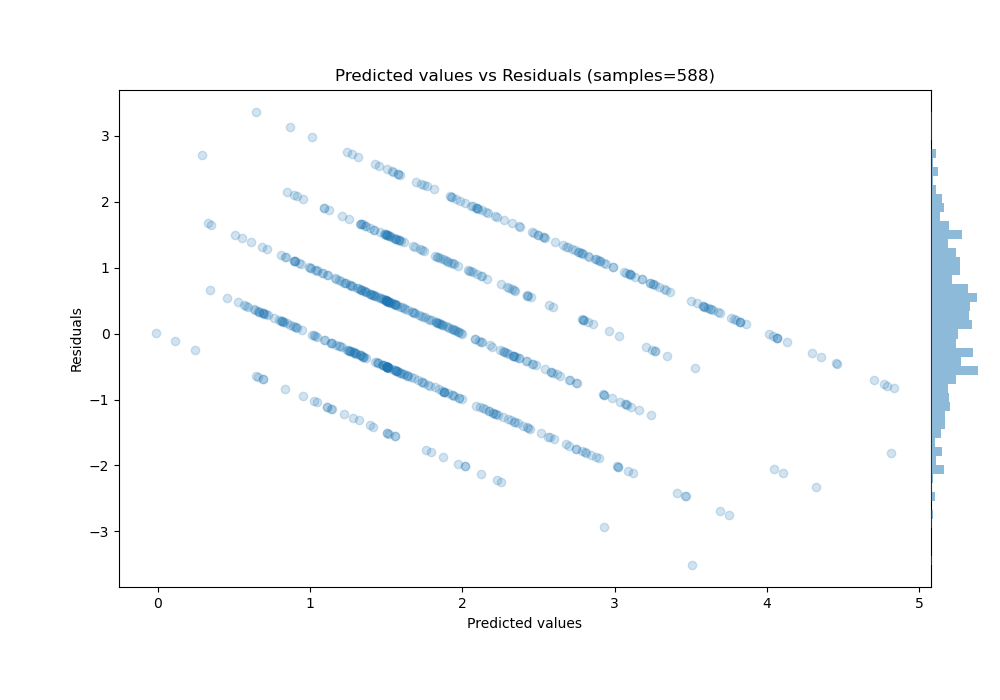 Predicted values vs Residuals (samples=588)
3
2
1
0
−1
−2
−3
Residuals
0 1 2 3 4 5
Predicted values